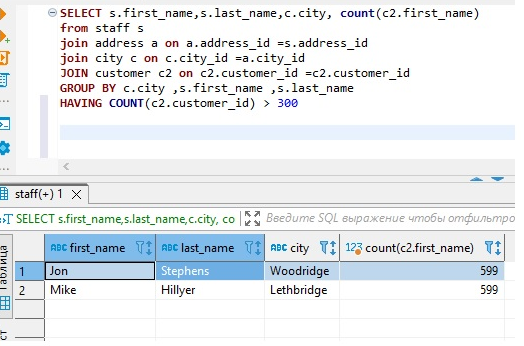 SELECT s.first_name,s.last_name,c.city, count(c2.first_name)
from staff s
join address a on a.address_id =s.address_id
join city c on c.city_id =a.city_id
JOIN customer c2 on c2.customer_id =c2.customer_id
GROUP BY c.city ,s.first_name ,s.last_name
HAVING COUNT(c2.customer_id) > 300
staff(+) 1
SELECT s.first_name,s.last_name,c.city, co
Введите SQL выражение чтобы отфильтро
Таблица
ABC first_name ABC last_name ABC city 123 count(c2.first_name)
1 Jon Stephens Woodridge 599
2 Mike Hillyer Lethbridge 599